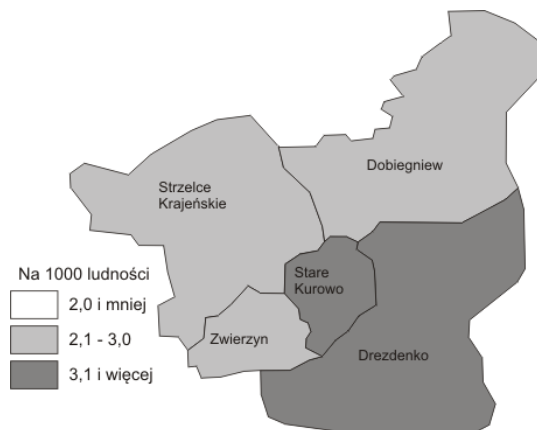 Dobiegniew
Strzelce
Krajeńskie
Na 1000 ludności
2,0 i mniej
2,1 - 3,0
3,1 i więcej
Stare
Kurowo
Zwierzyn
Drezdenko